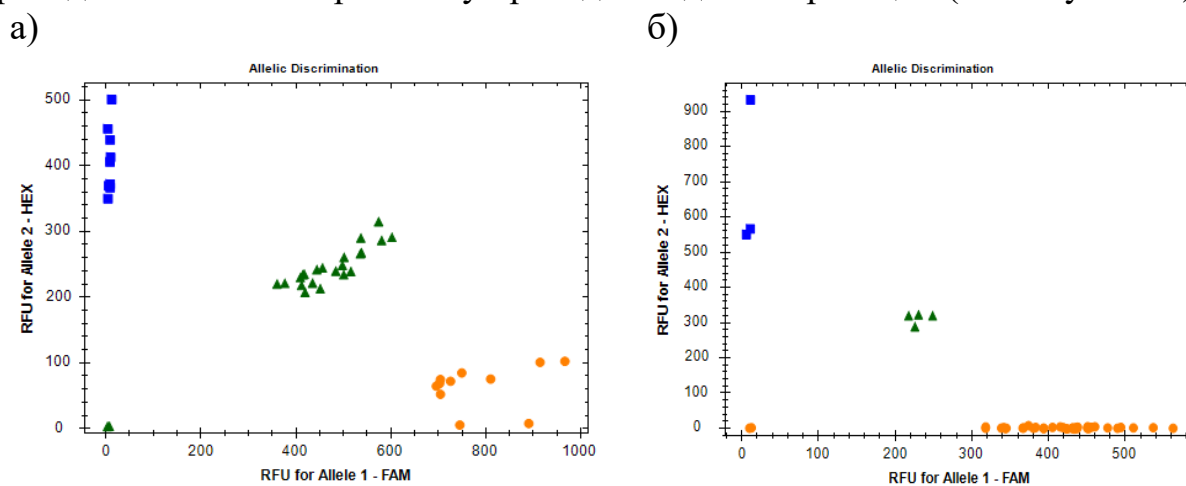 а)
б)
Allelic Discrimination
RFU for Allele 2 - HEX
500
400
300
200
100
0
0 200 400 600 800 1000
RFU for Allele 1 - FAM
Allelic Discrimination
RFU for Allele 2 - HEX
900
800
700
600
500
400
300
200
100
0
0 100 200 300 400 500
RFU for Allele 1 - FAM